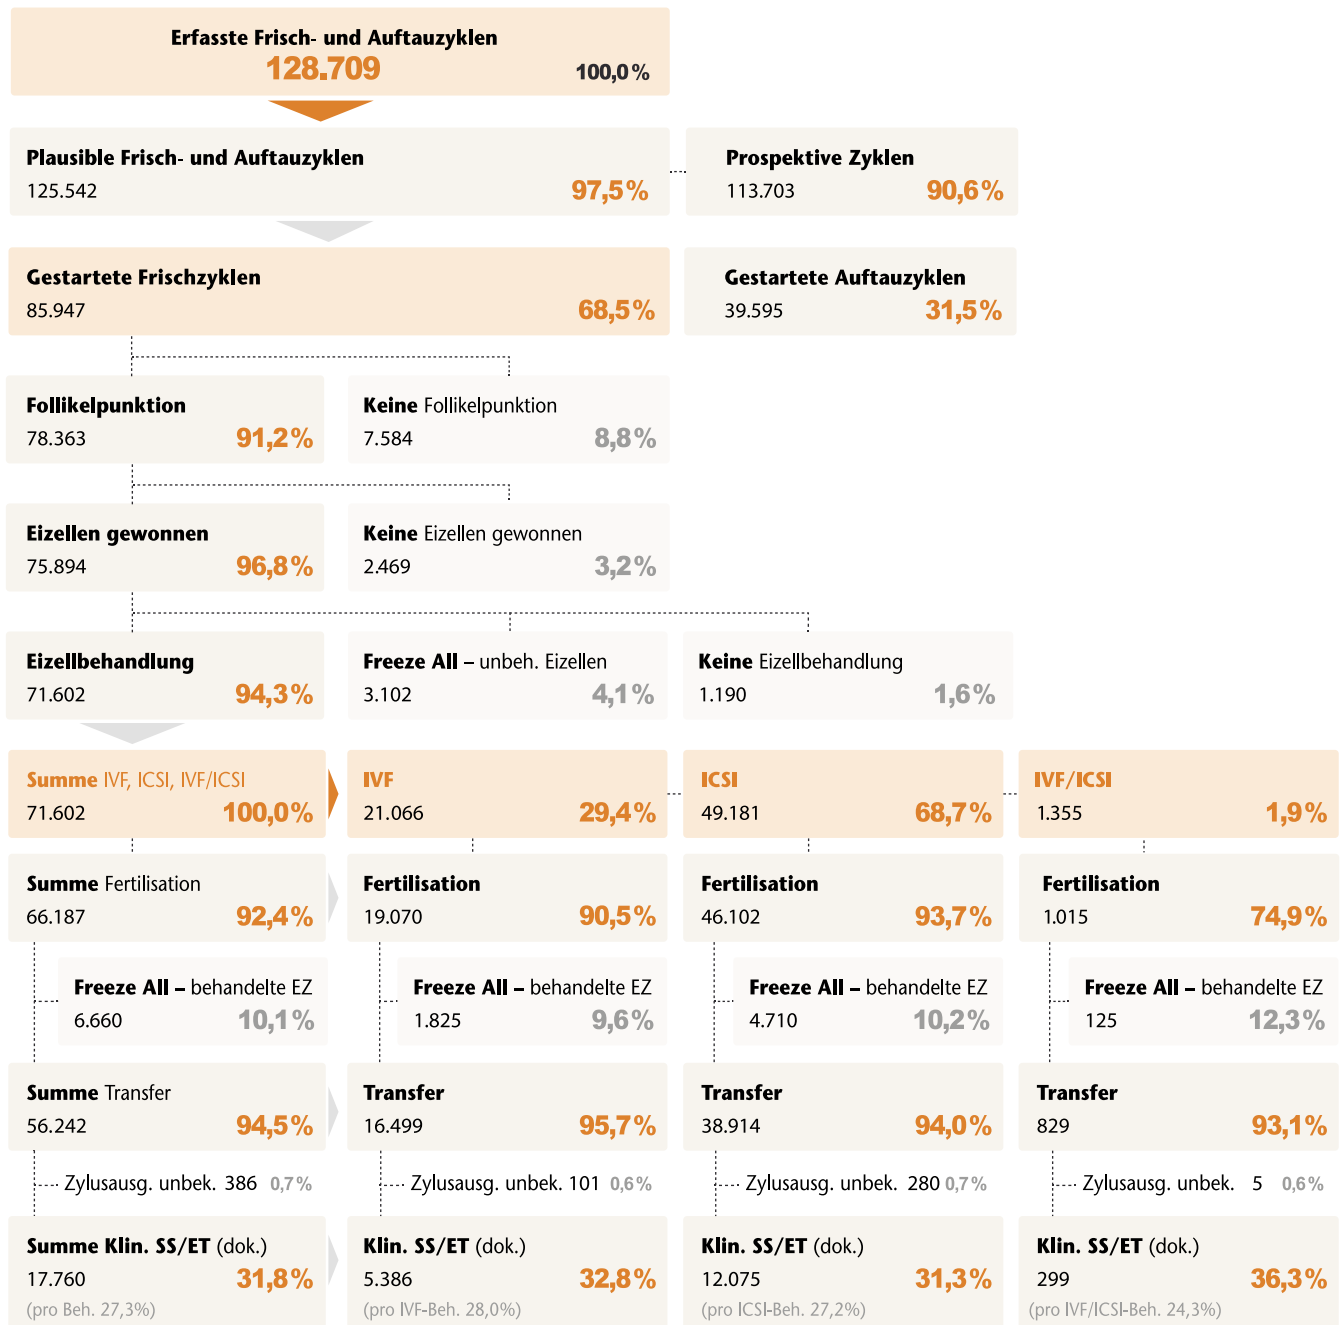 Erfasste Frisch- und Auftauzyklen
128.709 100,0 %
Plausible Frisch- und Auftauzyklen
125.542 97,5 %
Prospektive Zyklen
113.703 90,6 %
Gestartete Frischzyklen
85.947 68,5 %
Gestartete Auftauzyklen
39.595 31,5 %
Follikelpunktion
78.363 91,2 %
Keine Follikelpunktion
7.584 8,8 %
Eizellen gewonnen
75.894 96,8 %
Keine Eizellen gewonnen
2.469 3,2 %
Eizellbehandlung
71.602 94,3 %
Freeze All – unbeh. Eizellen
3.102 4,1 %
Keine Eizellbehandlung
1.190 1,6 %
Summe IVF, ICSI, IVF/ICSI
71.602 100,0 %
IVF
21.066 29,4 %
ICSI
49.181 68,7 %
IVF/ICSI
1.355 1,9 %
Summe Fertilisation
66.187 92,4 %
Fertilisation
19.070 90,5 %
Fertilisation
46.102 93,7 %
Fertilisation
1.015 74,9 %
Freeze All – behandelte EZ
6.660 10,1 %
Freeze All – behandelte EZ
1.825 9,6 %
Freeze All – behandelte EZ
4.710 10,2 %
Freeze All – behandelte EZ
125 12,3 %
Summe Transfer
56.242 94,5 %
Transfer
16.499 95,7 %
Transfer
38.914 94,0 %
Transfer
829 93,1 %
Zylusausg. unbek. 386 0,7 %
Zylusausg. unbek. 101 0,6 %
Zylusausg. unbek. 280 0,7 %
Zylusausg. unbek. 5 0,6 %
Summe Klin. SS/ET (dok.)
17.760 31,8 %
(pro Beh. 27,3%)
Klin. SS/ET (dok.)
5.386 32,8 %
(pro IVF-Beh. 28,0%)
Klin. SS/ET (dok.)
12.075 31,3 %
(pro ICSI-Beh. 27,2%)
Klin. SS/ET (dok.)
299 36,3 %
(pro IVF/ICSI-Beh. 24,3%)